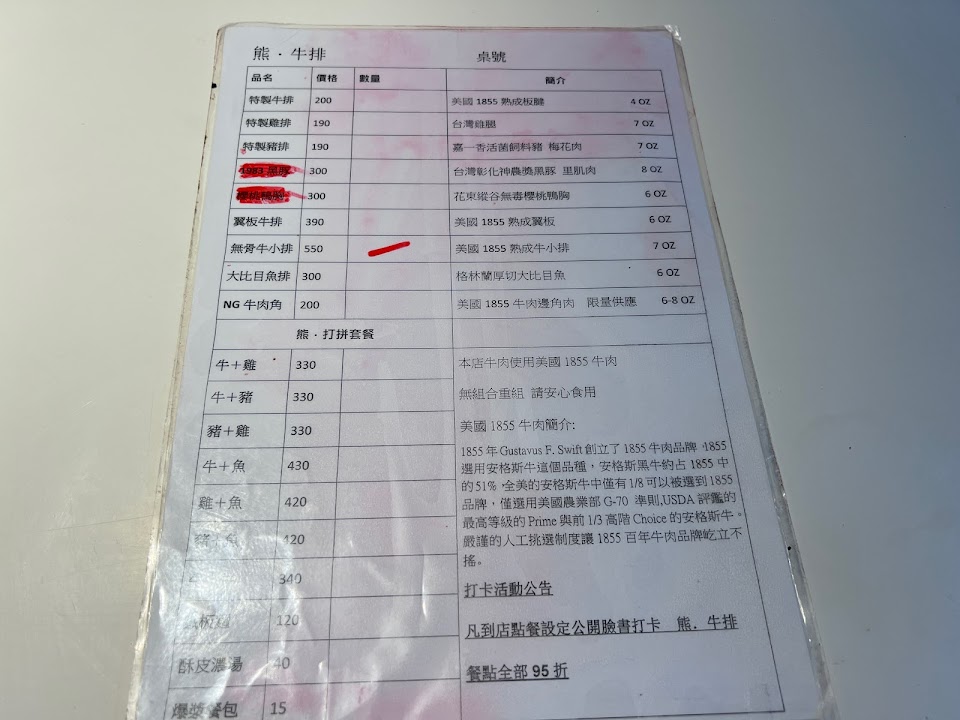 熊．牛排 桌號
品名 價格 數量 簡介
特製牛排 200 美國 1855 熟成板腱 4 OZ
特製雞排 190 台灣雞腿 7 OZ
特製豬排 190 嘉一香活菌飼料豬 梅花肉 7 OZ
1983 黑豚 300 台灣彰化神農獎黑豚 里肌肉 8 OZ
櫻桃鴨胸 300 花東縱谷無毒櫻桃鴨胸 6 OZ
翼板牛排 390 美國 1855 熟成翼板 6 OZ
無骨牛小排 550 美國 1855 熟成牛小排 7 OZ
大比目魚排 300 格林蘭厚切大比目魚 6 OZ
NG 牛肉角 200 美國 1855 牛肉邊角肉 限量供應 6-8 OZ
熊．打拼套餐
牛＋雞 330
牛＋豬 330
豬＋雞 330
牛＋魚 430
雞＋魚 420
豬＋魚 420
340
120
酥皮濃湯 40
爆漿餐包 15
本店牛肉使用美國 1855 牛肉
無組合重組 請安心食用
美國 1855 牛肉簡介:
1855 年 Gustavus F. Swift 創立了 1855 牛肉品牌，1855
選用安格斯牛這個品種，安格斯黑牛約占 1855 中
的 51%，全美的安格斯牛中僅有 1/8 可以被選到 1855
品牌，僅選用美國農業部 G-70 準則,USDA 評鑑的
最高等級的 Prime 與前 1/3 高階 Choice 的安格斯牛。
嚴謹的人工挑選制度讓 1855 百年牛肉品牌屹立不
搖。
打卡活動公告
凡到店點餐設定公開臉書打卡 熊．牛排
餐點全部 95 折